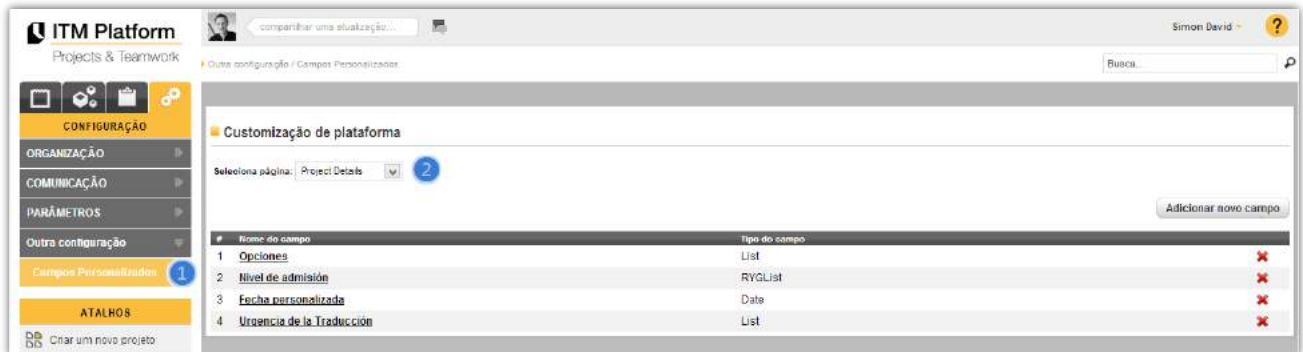 ITM Platform
Projects & Teamwork
compartilhar uma atualização...
Simon David
?
Outra configuração / Campos Personalizados
Busca...
CONFIGURAÇÃO
ORGANIZAÇÃO
COMUNICAÇÃO
PARÂMETROS
Outra configuração
Campos Personalizados 1
ATALHOS
Criar um novo projeto
Customização de plataforma
Seleciona página: Project Details 2
Adicionar novo campo
# Nome do campo Tipo do campo
1 Opciones List
2 Nivel de admisión RYGList
3 Fecha personalizada Date
4 Urgencia de la Traducción List